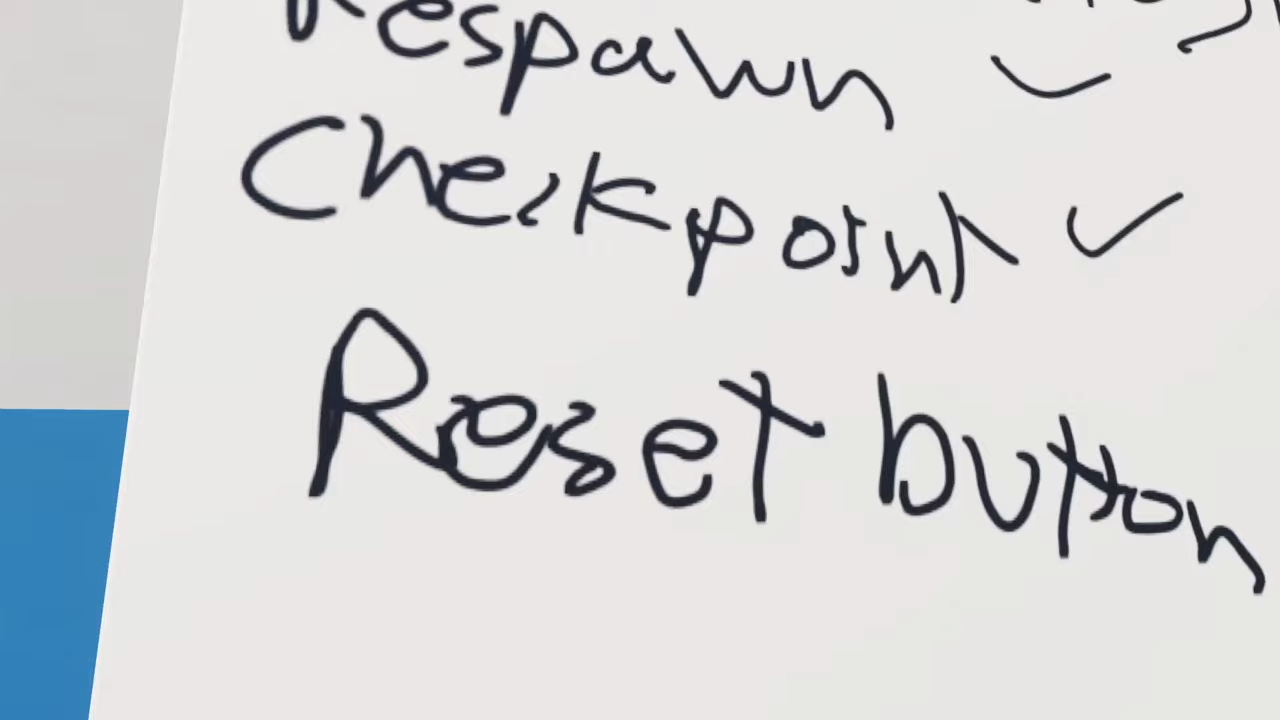 Respawn ✓
Checkpoint ✓
Reset button